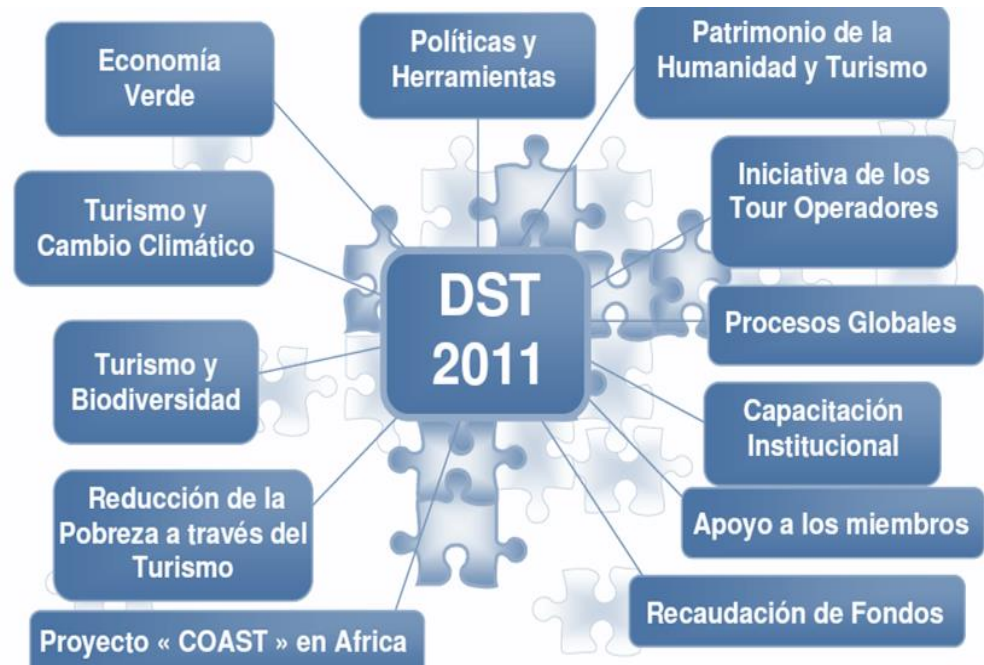 Economía
Verde
Políticas y
Herramientas
Patrimonio de la
Humanidad y Turismo
Turismo y
Cambio Climático
Iniciativa de los
Tour Operadores
DST
2011
Procesos Globales
Turismo y
Biodiversidad
Capacitación
Institucional
Reducción de la
Pobreza a través del
Turismo
Apoyo a los miembros
Recaudación de Fondos
Proyecto « COAST » en Africa